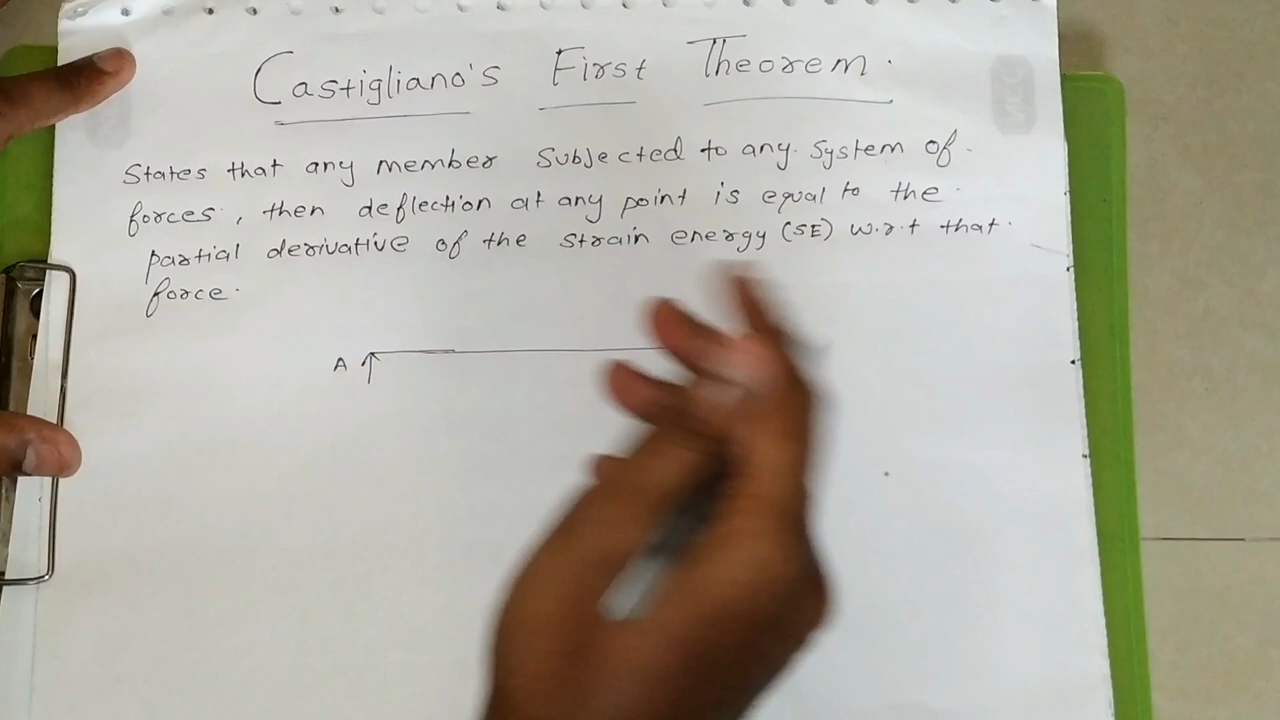 Castigliano's First Theorem.
States that any member subjected to any system of
forces, then deflection at any point is equal to the
partial derivative of the strain energy (SE) w.r.t that
force.
A